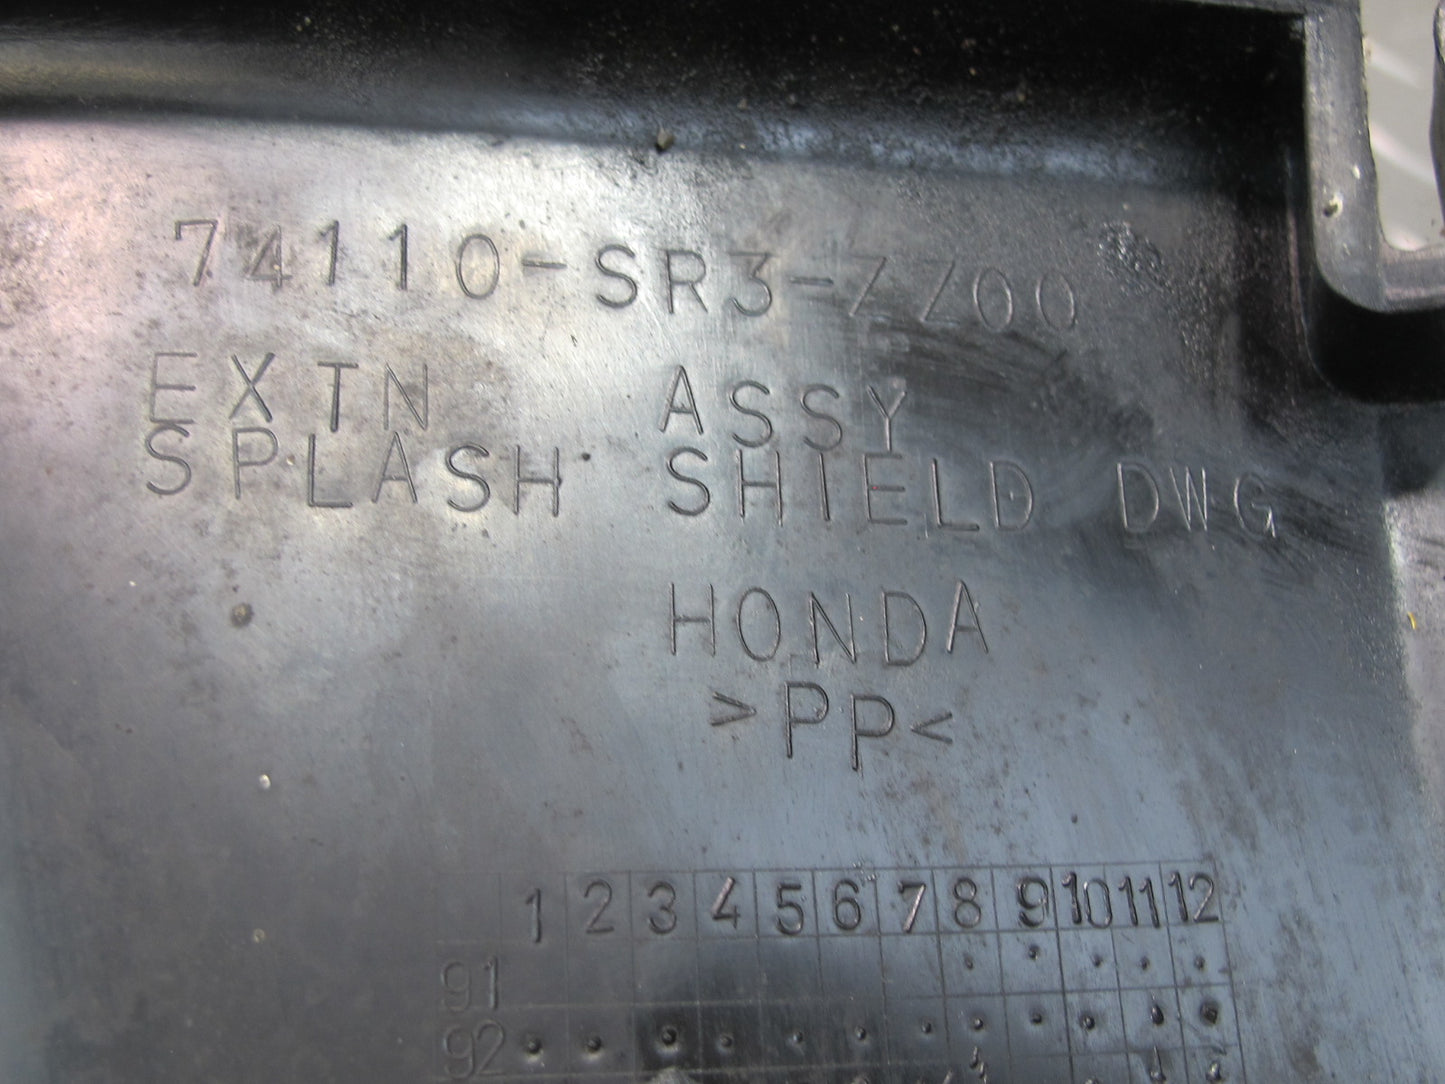 74110-SR3-ZZ00
EXTN ASSY
SPLASH SHIELD DWG
HONDA
>PP<
1 2 3 4 5 6 7 8 9 10 11 12
91
92